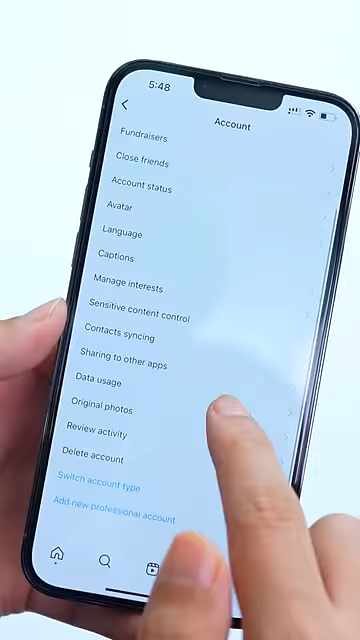 5:48
Account
Fundraisers
Close friends
Account status
Avatar
Language
Captions
Manage interests
Sensitive content control
Contacts syncing
Sharing to other apps
Data usage
Original photos
Review activity
Delete account
Switch account type
Add new professional account